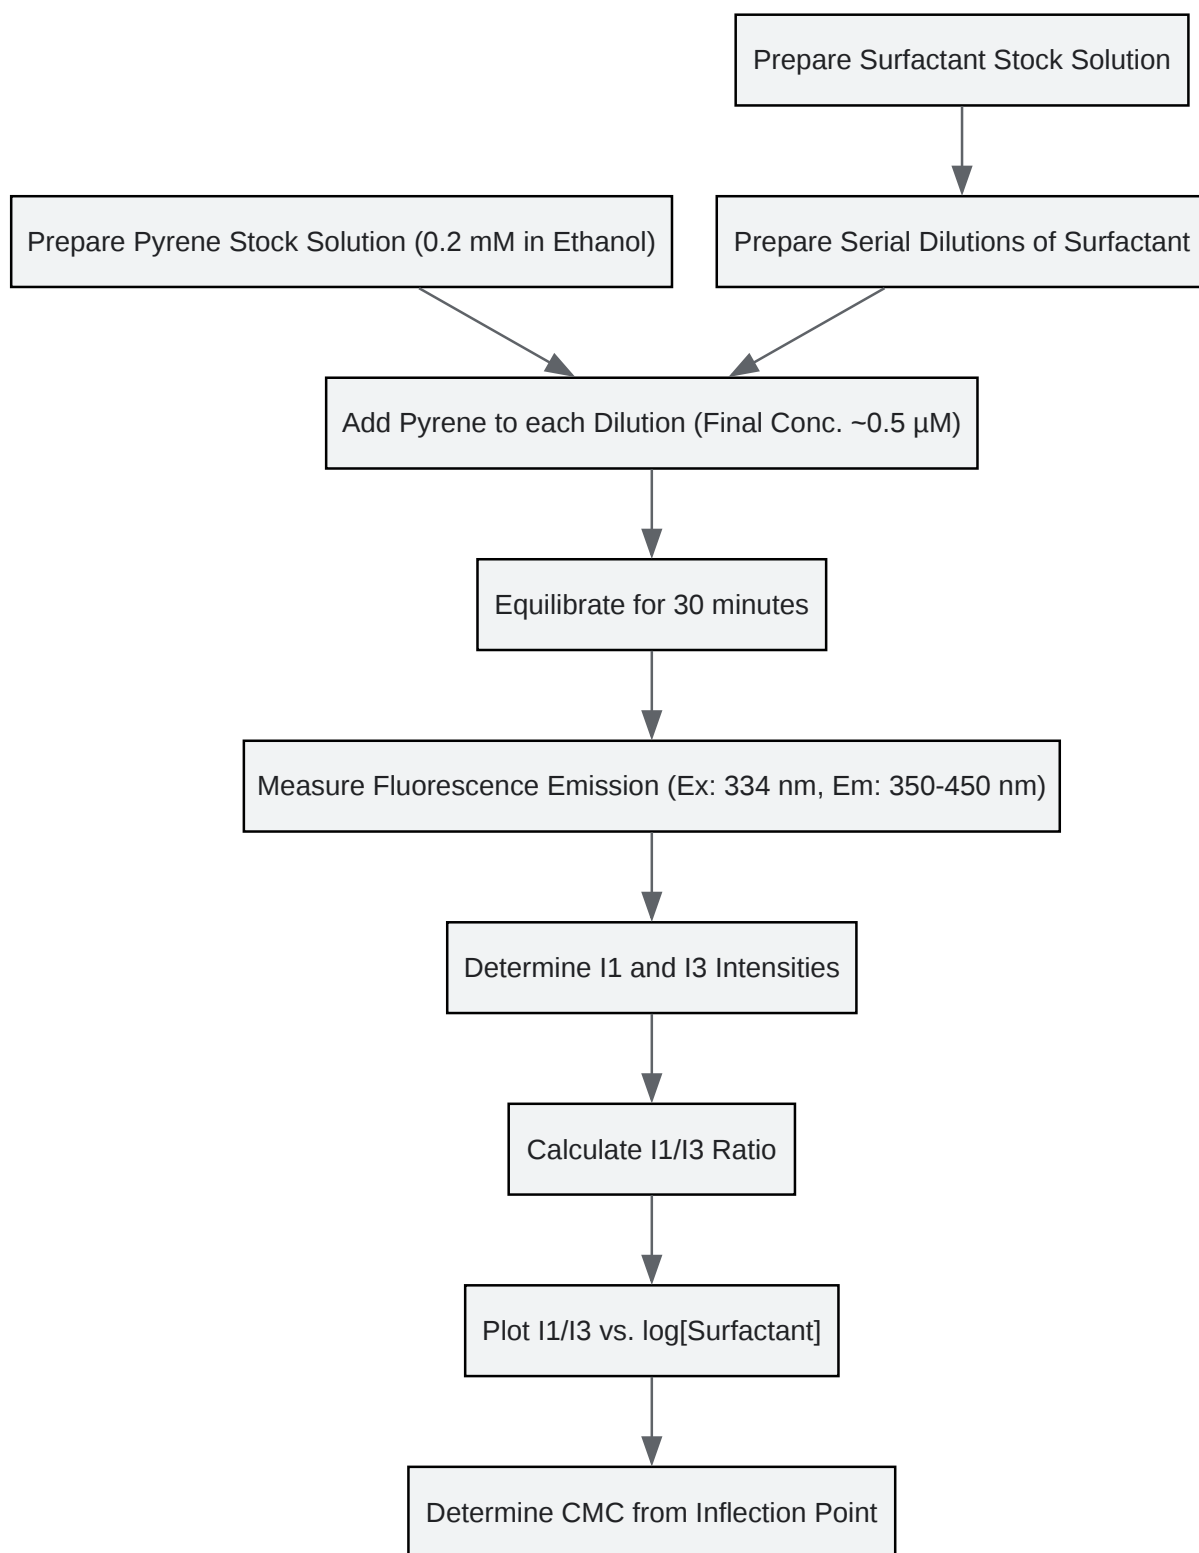 Prepare Surfactant Stock Solution
Prepare Pyrene Stock Solution (0.2 mM in Ethanol)
Prepare Serial Dilutions of Surfactant
Add Pyrene to each Dilution (Final Conc. ~0.5 µM)
Equilibrate for 30 minutes
Measure Fluorescence Emission (Ex: 334 nm, Em: 350-450 nm)
Determine I1 and I3 Intensities
Calculate I1/I3 Ratio
Plot I1/I3 vs. log[Surfactant]
Determine CMC from Inflection Point